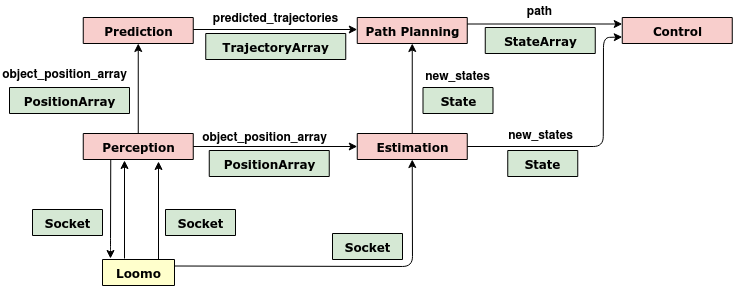 path
predicted_trajectories
Prediction
Path Planning
Control
TrajectoryArray
StateArray
object_position_array
new_states
PositionArray
State
object_position_array
new_states
Perception
Estimation
PositionArray
State
Socket
Socket
Socket
Loomo